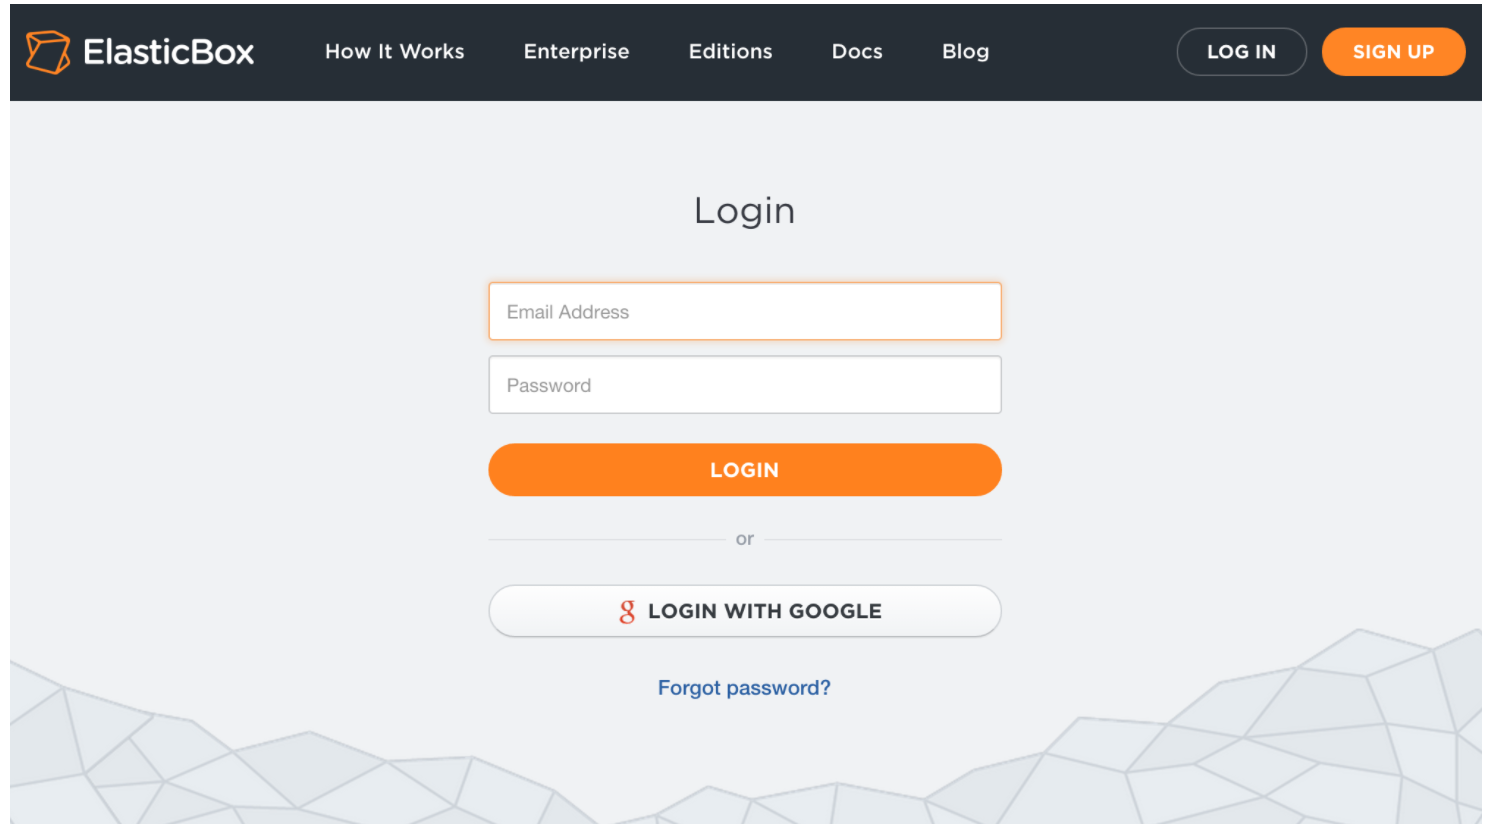 ElasticBox How It Works Enterprise Editions Docs Blog LOG IN SIGN UP
Login
Email Address
Password
LOGIN
or
8 LOGIN WITH GOOGLE
Forgot password?